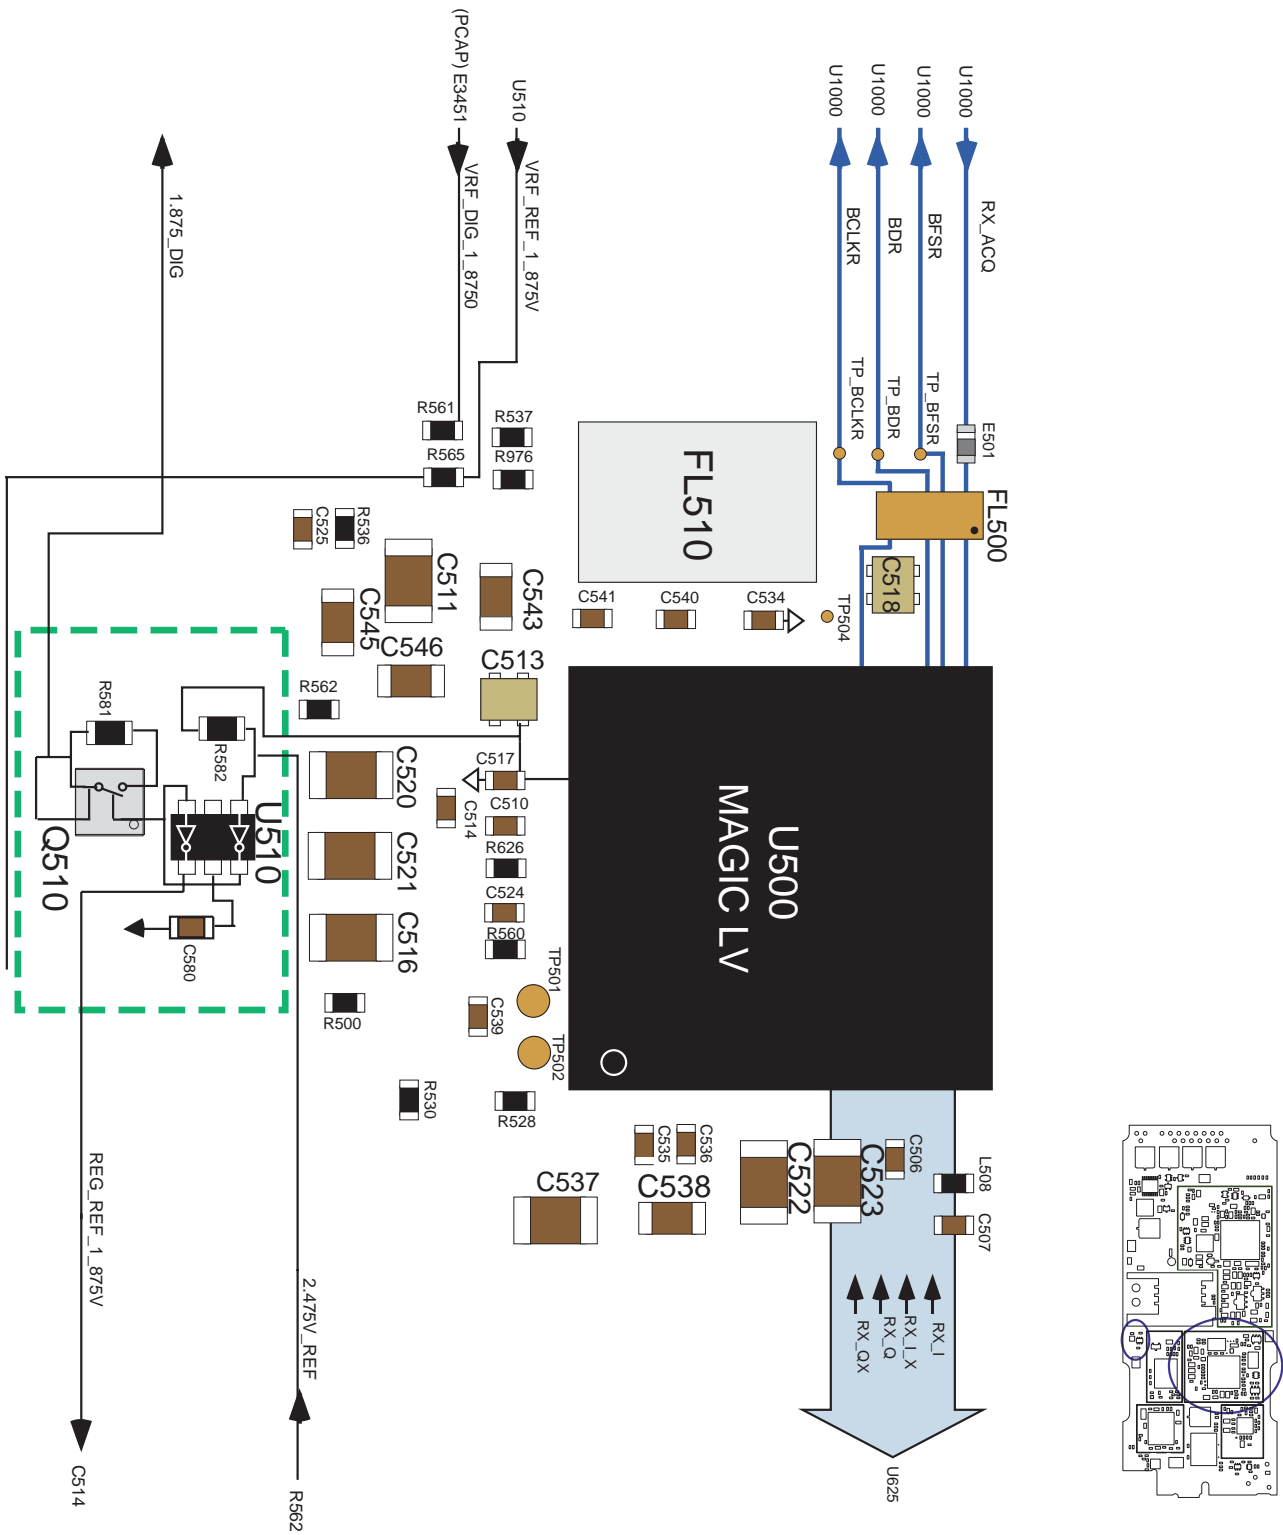 (PCAP) E3451
U510
U1000
U1000
U1000
U1000
1.875_DIG
VRF_DIG_1_8750
VRF_REF_1_875V
BCLKR
BDR
BFSR
RX_ACQ
TP_BCLKR
TP_BDR
TP_BFSR
E501
R561
R537
R565
R976
FL510
FL500
C525
R536
C511
C543
C518
C541
C540
C534
TP504
C545
C546
C513
R562
R581
R582
C520
C517
C514
C510
U500
MAGIC LV
Q510
U510
C521
R626
C524
C516
R560
C580
TP501
R500
C539
TP502
R530
R528
C535
C536
C506
L508
C537
C538
C522
C523
C507
REG_REF_1_875V
2.475V_REF
RX_QX
RX_Q
RX_I_X
RX_I
C514
R562
U625